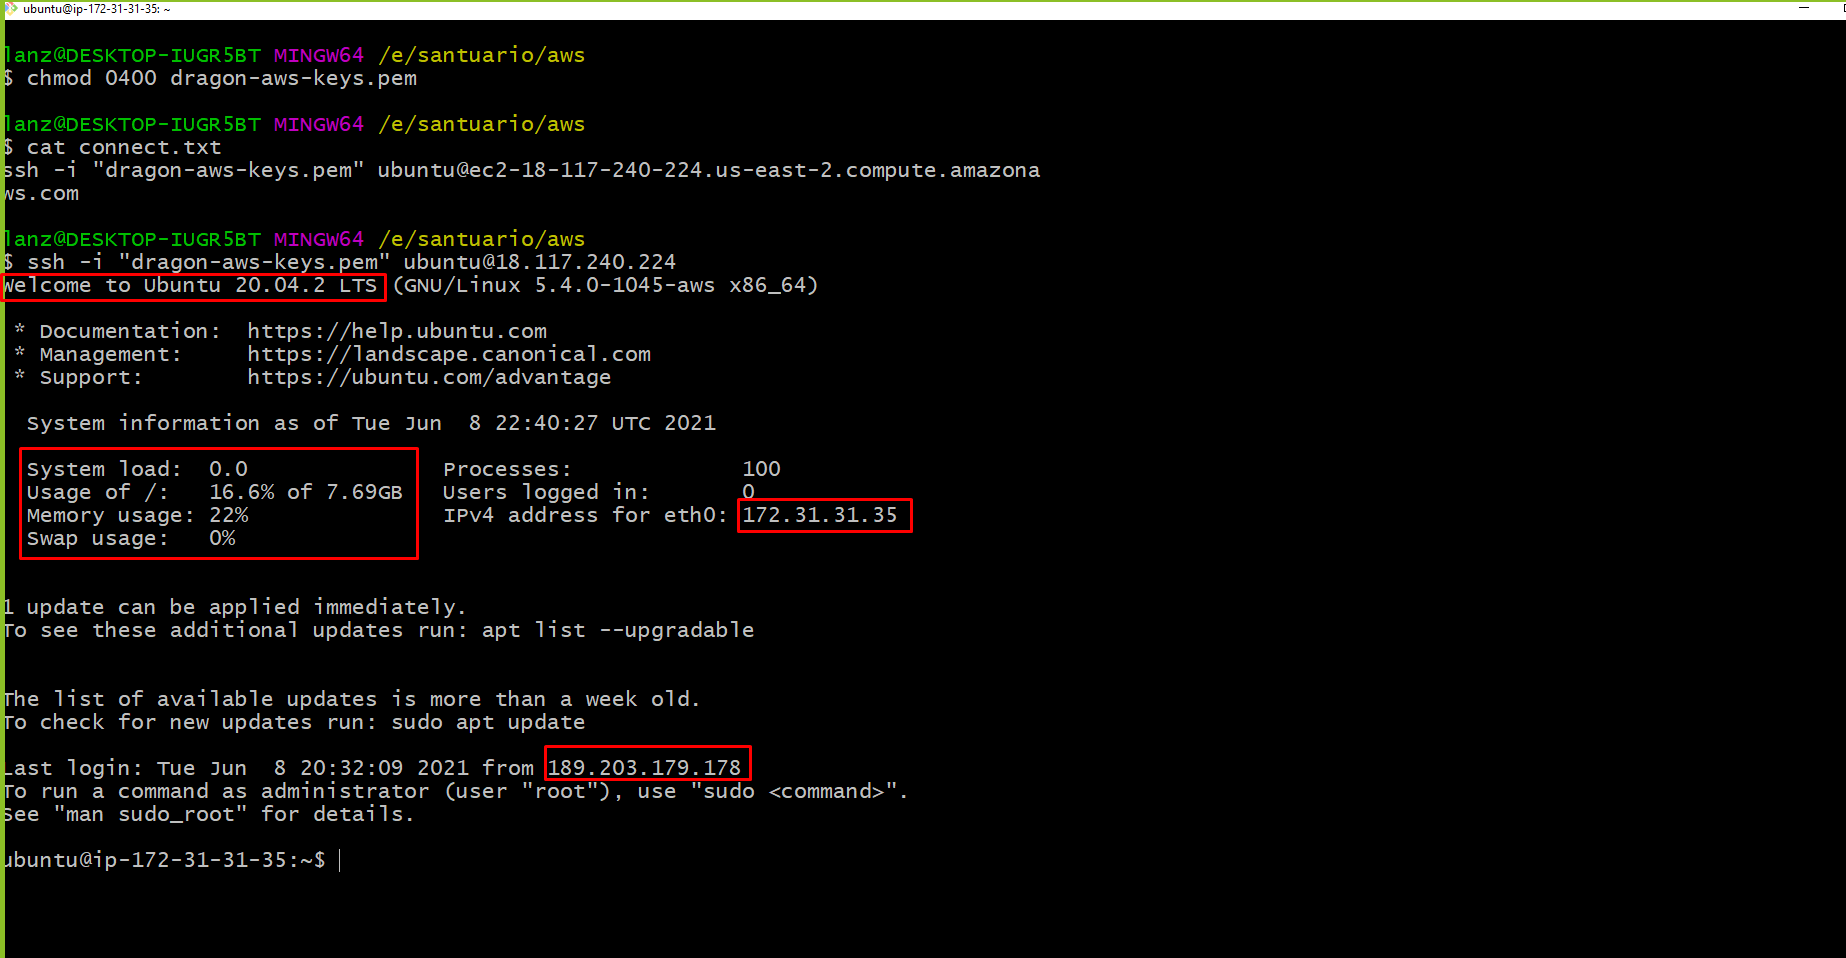 ubuntu@ip-172-31-31-35: ~
lanz@DESKTOP-IUGR5BT MINGW64 /e/santuario/aws
$ chmod 0400 dragon-aws-keys.pem
lanz@DESKTOP-IUGR5BT MINGW64 /e/santuario/aws
$ cat connect.txt
ssh -i "dragon-aws-keys.pem" ubuntu@ec2-18-117-240-224.us-east-2.compute.amazona
ws.com
lanz@DESKTOP-IUGR5BT MINGW64 /e/santuario/aws
$ ssh -i "dragon-aws-keys.pem" ubuntu@18.117.240.224
Welcome to Ubuntu 20.04.2 LTS (GNU/Linux 5.4.0-1045-aws x86_64)
* Documentation:  https://help.ubuntu.com
* Management:     https://landscape.canonical.com
* Support:        https://ubuntu.com/advantage
System information as of Tue Jun  8 22:40:27 UTC 2021
System load:  0.0               Processes:             100
Usage of /:   16.6% of 7.69GB   Users logged in:       0
Memory usage: 22%               IPv4 address for eth0: 172.31.31.35
Swap usage:   0%
1 update can be applied immediately.
To see these additional updates run: apt list --upgradable
The list of available updates is more than a week old.
To check for new updates run: sudo apt update
Last login: Tue Jun  8 20:32:09 2021 from 189.203.179.178
To run a command as administrator (user "root"), use "sudo <command>".
See "man sudo_root" for details.
ubuntu@ip-172-31-31-35:~$